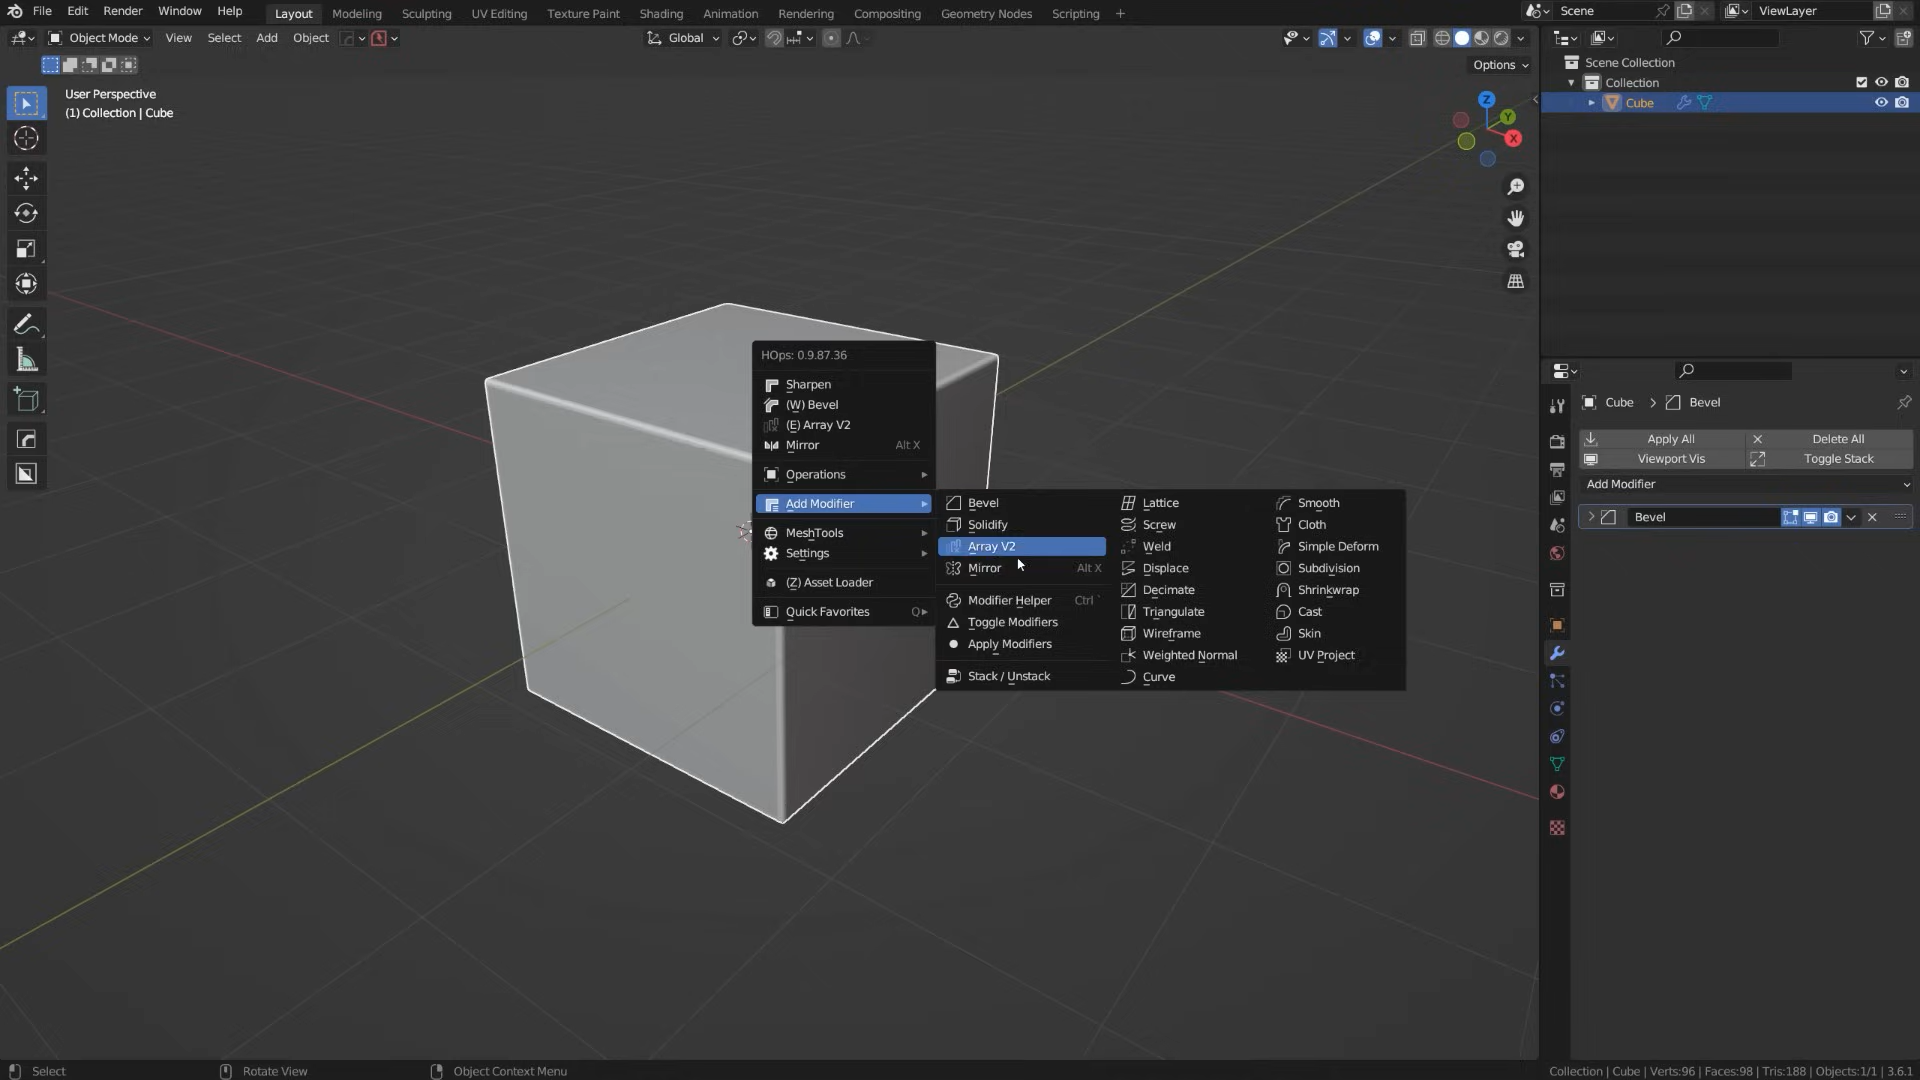 File Edit Render Window Help Layout Modeling Sculpting UV Editing Texture Paint Shading Animation Rendering Compositing Geometry Nodes Scripting + Scene ViewLayer
Object Mode View Select Add Object Global
Options
User Perspective
(1) Collection | Cube
Z
Y
X
Scene Collection
Collection
Cube
HOps: 0.9.87.36
Sharpen
(W) Bevel
(E) Array V2
Mirror Alt X
Operations
Add Modifier
MeshTools
Settings
(Z) Asset Loader
Quick Favorites Q
Bevel
Solidify
Array V2
Mirror Alt X
Modifier Helper Ctrl `
Toggle Modifiers
Apply Modifiers
Stack / Unstack
Lattice
Screw
Weld
Displace
Decimate
Triangulate
Wireframe
Weighted Normal
Curve
Smooth
Cloth
Simple Deform
Subdivision
Shrinkwrap
Cast
Skin
UV Project
Cube > Bevel
Apply All Delete All
Viewport Vis Toggle Stack
Add Modifier
Bevel
Select Rotate View Object Context Menu
Collection | Cube | Verts:96 | Faces:98 | Tris:188 | Objects:1/1 | 3.6.1